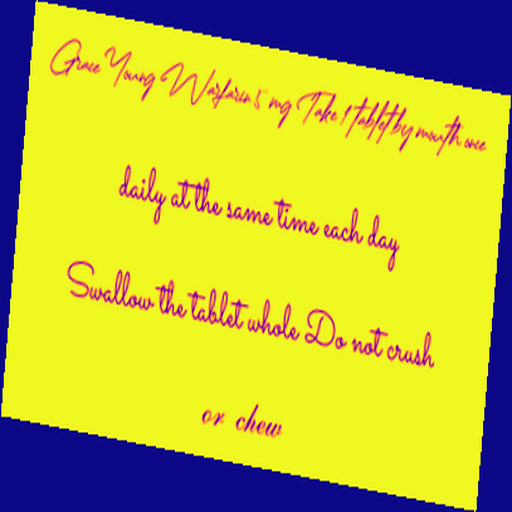 Grace Young Warfarin 5 mg Take 1 tablet by mouth once
daily at the same time each day
Swallow the tablet whole Do not crush
or chew